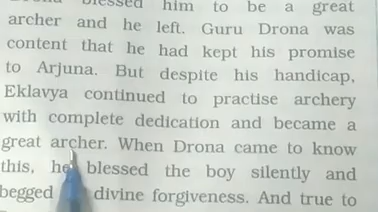 blessed him to be a great
archer and he left. Guru Drona was
content that he had kept his promise
to Arjuna. But despite his handicap,
Eklavya continued to practise archery
with complete dedication and became a
great archer. When Drona came to know
this, he blessed the boy silently and
begged divine forgiveness. And true to